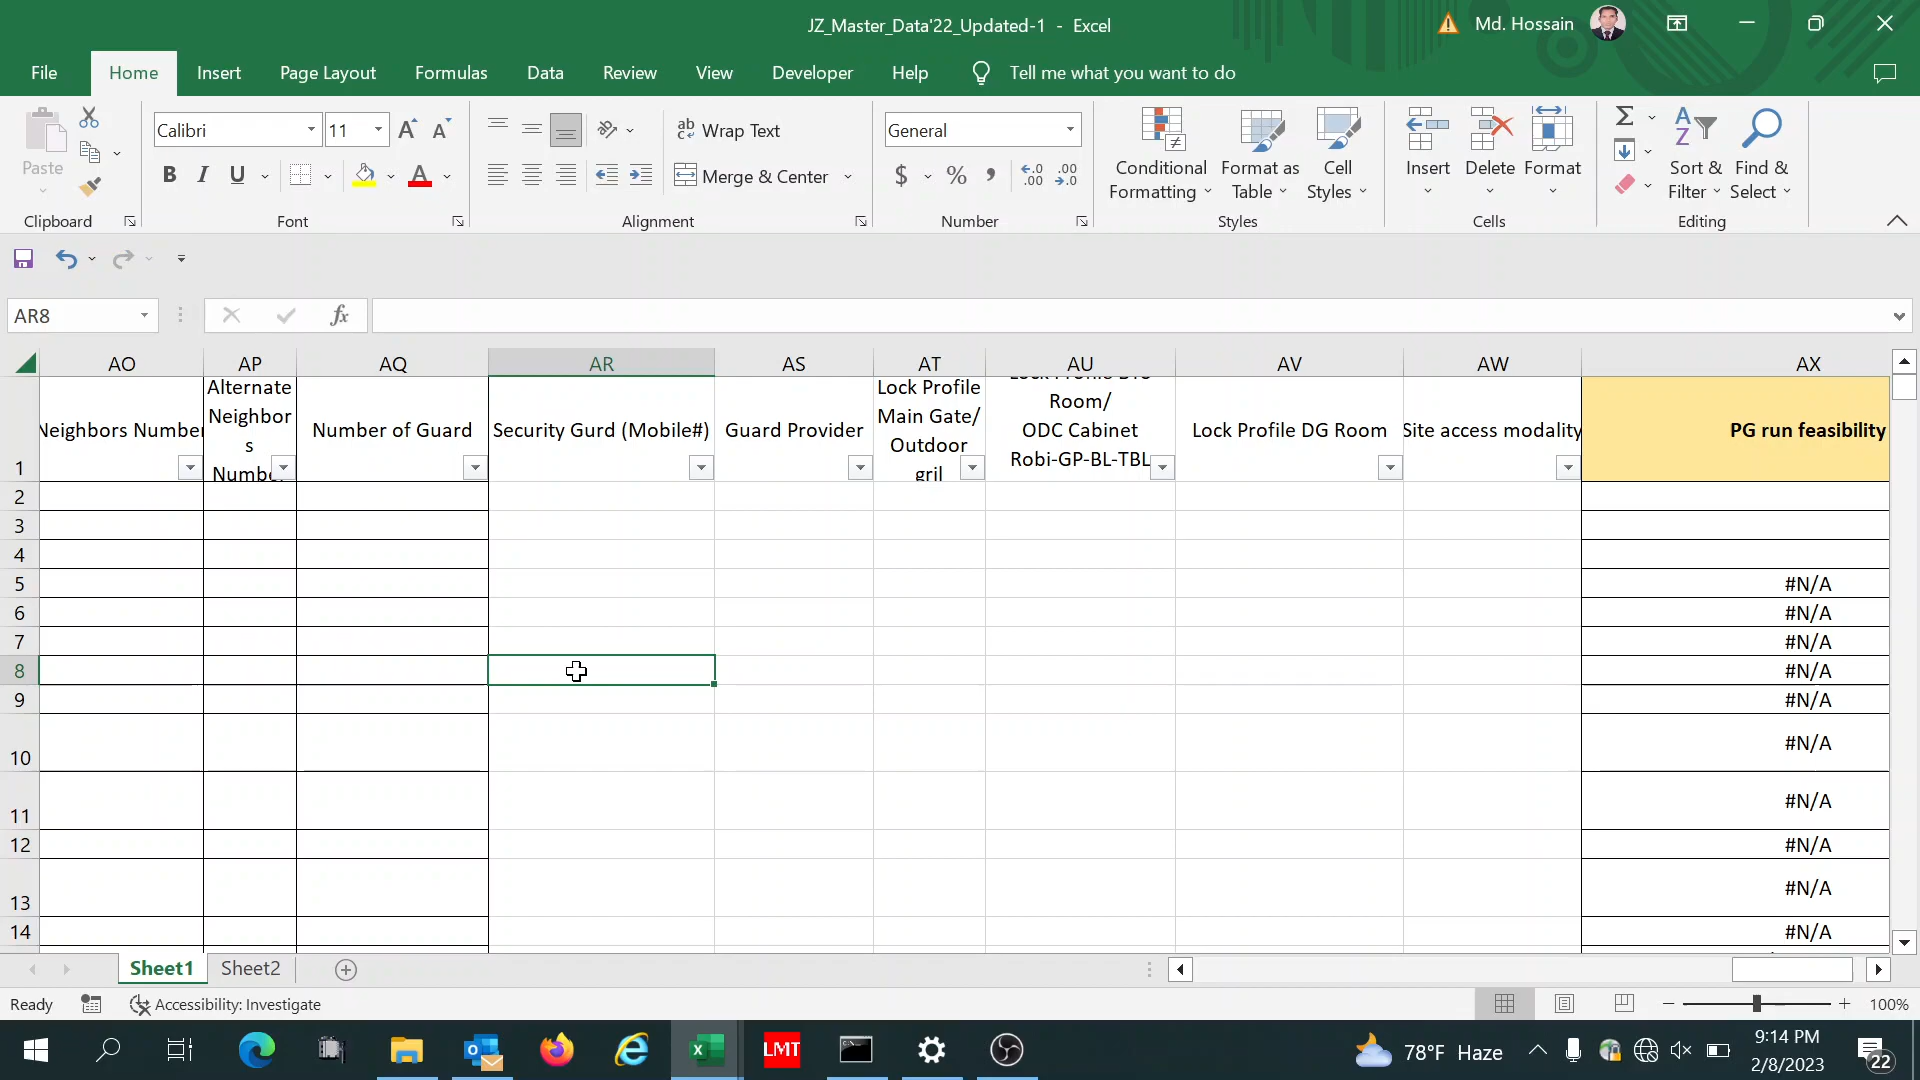 JZ_Master_Data'22_Updated-1 - Excel
Md. Hossain
File Home Insert Page Layout Formulas Data Review View Developer Help Tell me what you want to do
Paste
Calibri 11
B I U
ab Wrap Text
Merge & Center
General
$ % ,
Conditional Formatting
Format as Table
Cell Styles
Insert Delete Format
Sort & Filter
Find & Select
Clipboard Font Alignment Number Styles Cells Editing
AR8
fx
AO AP AQ AR AS AT AU AV AW AX
1
Neighbors Number
Alternate
Neighbor
s
Number
Number of Guard
Security Gurd (Mobile#)
Guard Provider
Lock Profile
Main Gate/
Outdoor
gril
Room/
ODC Cabinet
Robi-GP-BL-TBL
Lock Profile DG Room
Site access modality
PG run feasibility
2
3
4
5 #N/A
6 #N/A
7 #N/A
8 #N/A
9 #N/A
10 #N/A
11 #N/A
12 #N/A
13 #N/A
14 #N/A
Sheet1 Sheet2
Ready Accessibility: Investigate 100%
LMT
78°F Haze
9:14 PM
2/8/2023
22